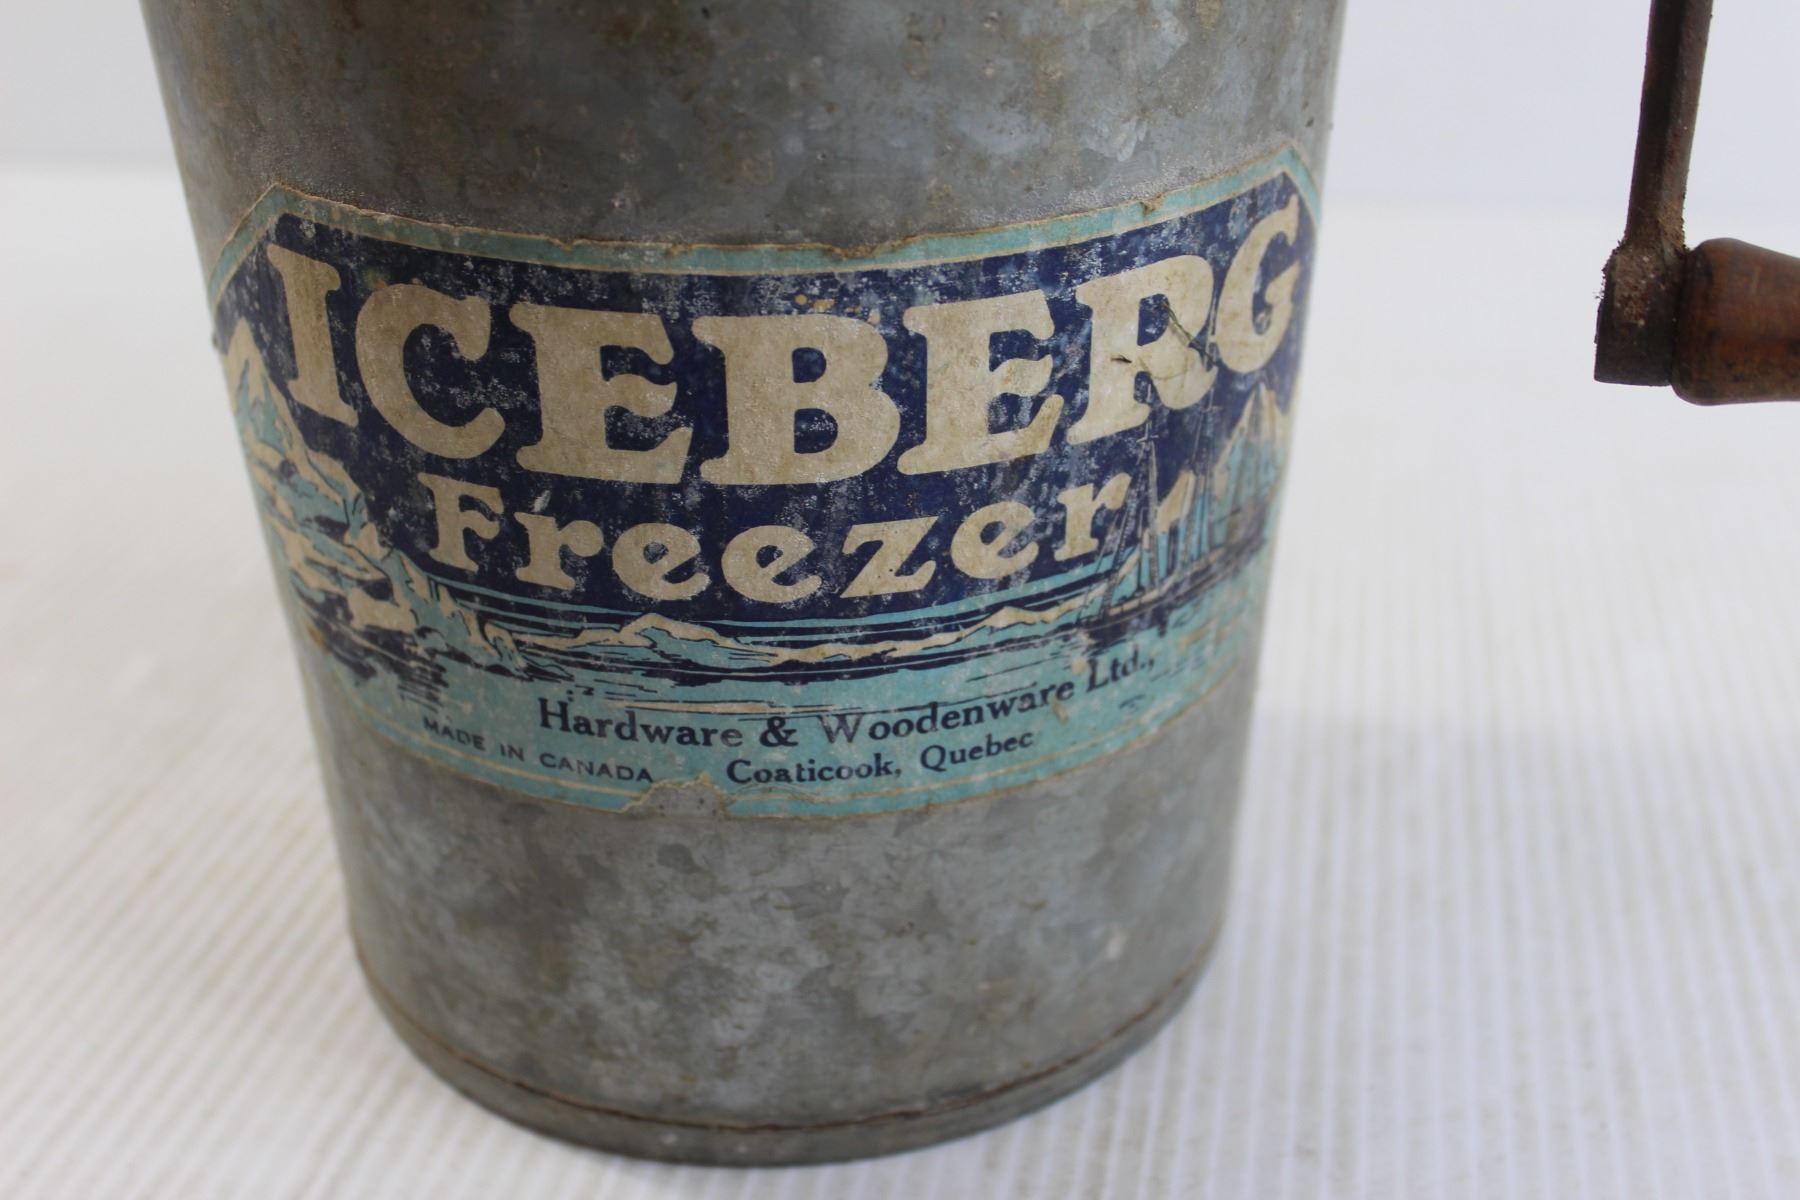 ICEBERG
Freezer
Hardware & Woodenware Ltd.,
MADE IN CANADA
Coaticook, Quebec